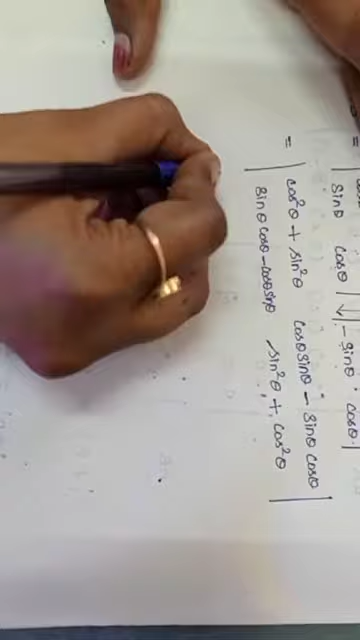 sinθ cosθ | | -sinθ cosθ |
= | cos²θ + sin²θ cosθsinθ - sinθ cosθ |
sinθ cosθ - cosθsinθ sin²θ + cos²θ